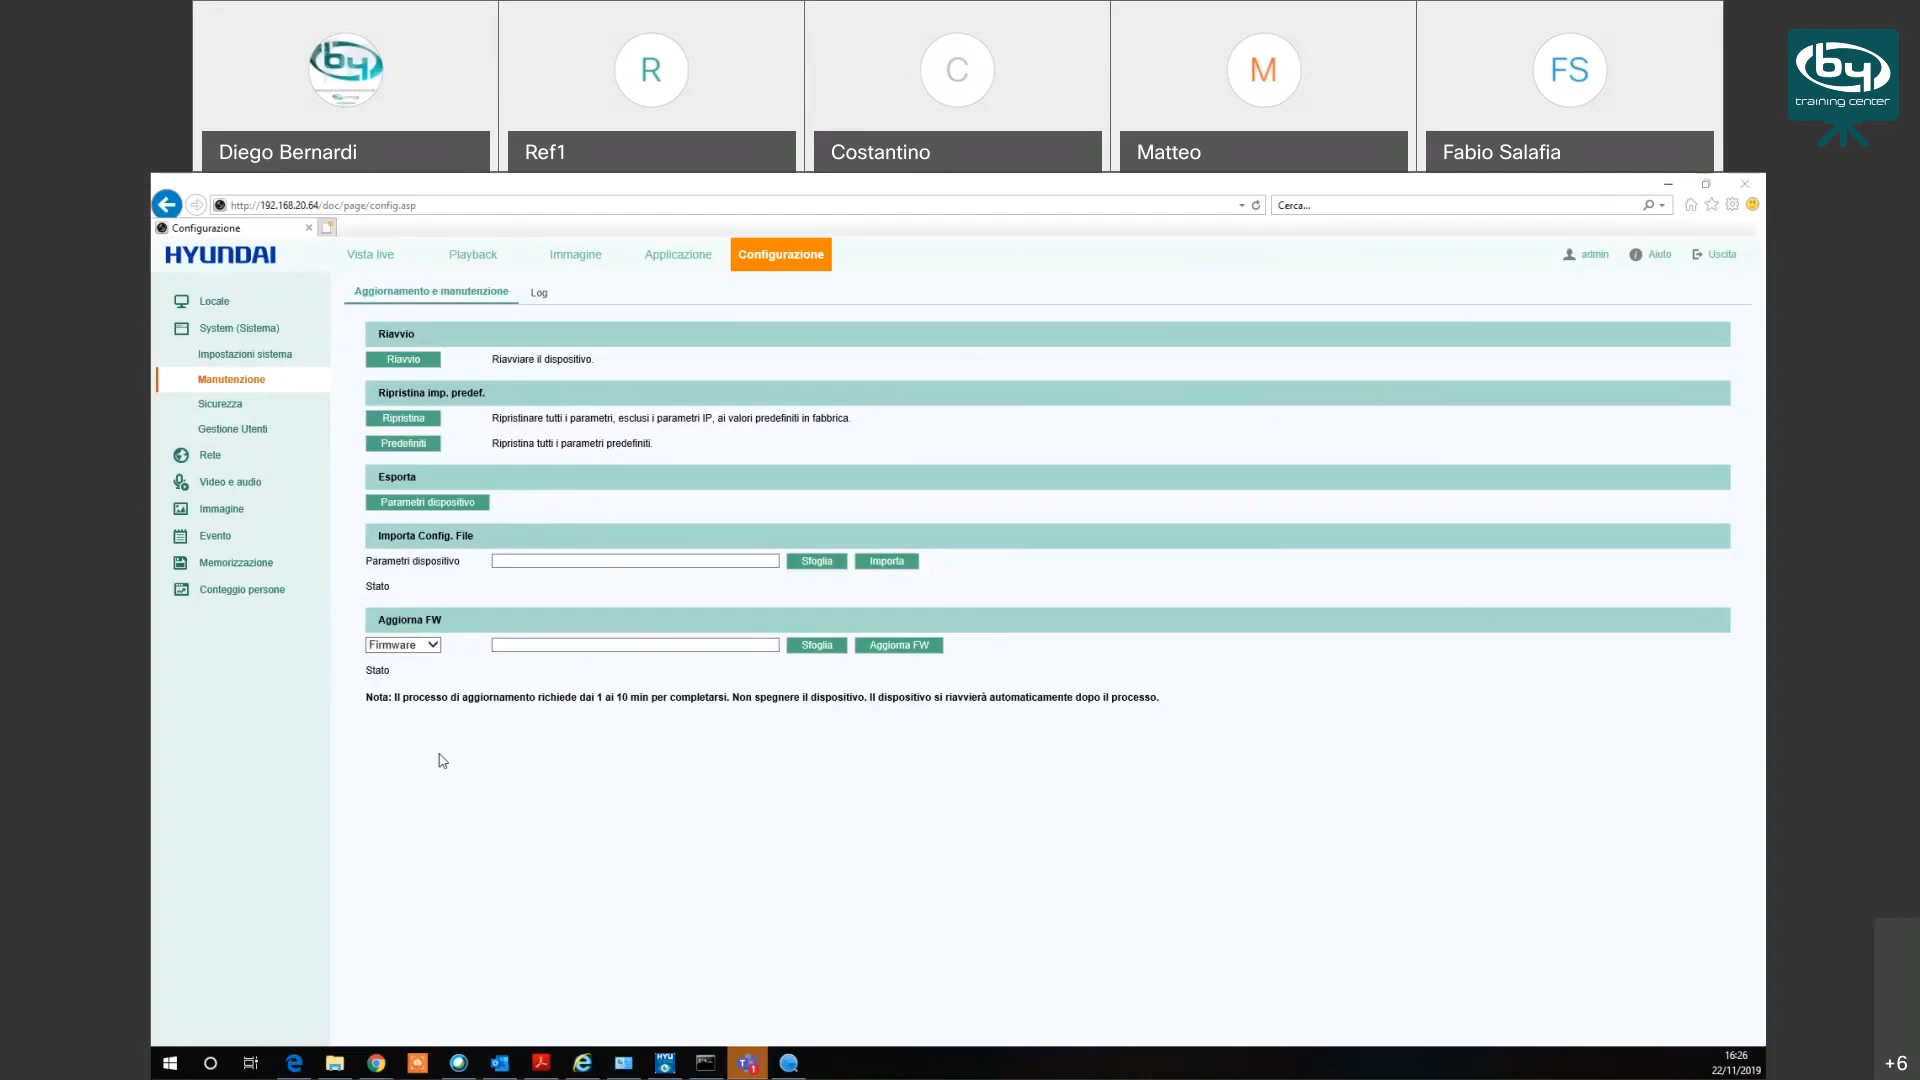 by
R
C
M
FS
by
training center
Diego Bernardi
Ref1
Costantino
Matteo
Fabio Salafia
http://192.168.20.64/doc/page/config.asp
Cerca...
Configurazione
HYUNDAI
Vista live
Playback
Immagine
Applicazione
Configurazione
admin
Aiuto
Uscita
Locale
System (Sistema)
Impostazioni sistema
Manutenzione
Sicurezza
Gestione Utenti
Rete
Video e audio
Immagine
Evento
Memorizzazione
Conteggio persone
Aggiornamento e manutenzione
Log
Riavvio
Riavvio
Riavviare il dispositivo.
Ripristina imp. predef.
Ripristina
Ripristinare tutti i parametri, esclusi i parametri IP, ai valori predefiniti in fabbrica.
Predefiniti
Ripristina tutti i parametri predefiniti.
Esporta
Parametri dispositivo
Importa Config. File
Parametri dispositivo
Sfoglia
Importa
Stato
Aggiorna FW
Firmware
Sfoglia
Aggiorna FW
Stato
Nota: Il processo di aggiornamento richiede dai 1 ai 10 min per completarsi. Non spegnere il dispositivo. Il dispositivo si riavvierà automaticamente dopo il processo.
HYU
16:26
22/11/2019
+6